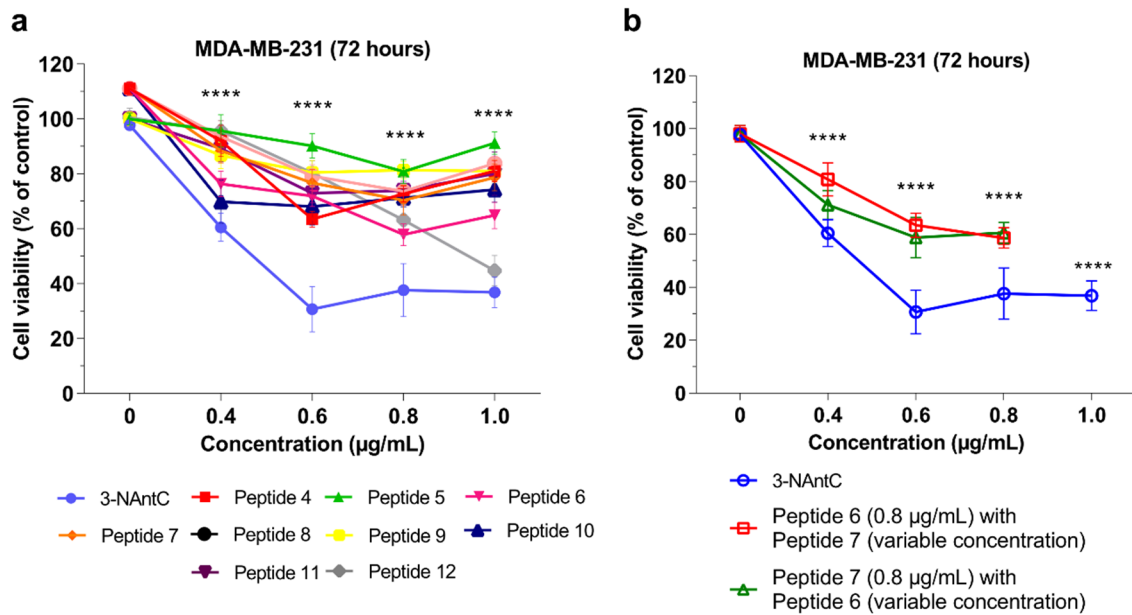 a
MDA-MB-231 (72 hours)
Cell viability (% of control)
120
100
80
60
40
20
0
****
****
****
****
0
0.4
0.6
0.8
1.0
Concentration (µg/mL)
3-NAntC
Peptide 4
Peptide 5
Peptide 6
Peptide 7
Peptide 8
Peptide 9
Peptide 10
Peptide 11
Peptide 12
b
MDA-MB-231 (72 hours)
Cell viability (% of control)
120
100
80
60
40
20
0
****
****
****
****
0
0.4
0.6
0.8
1.0
Concentration (µg/mL)
3-NAntC
Peptide 6 (0.8 µg/mL) with
Peptide 7 (variable concentration)
Peptide 7 (0.8 µg/mL) with
Peptide 6 (variable concentration)